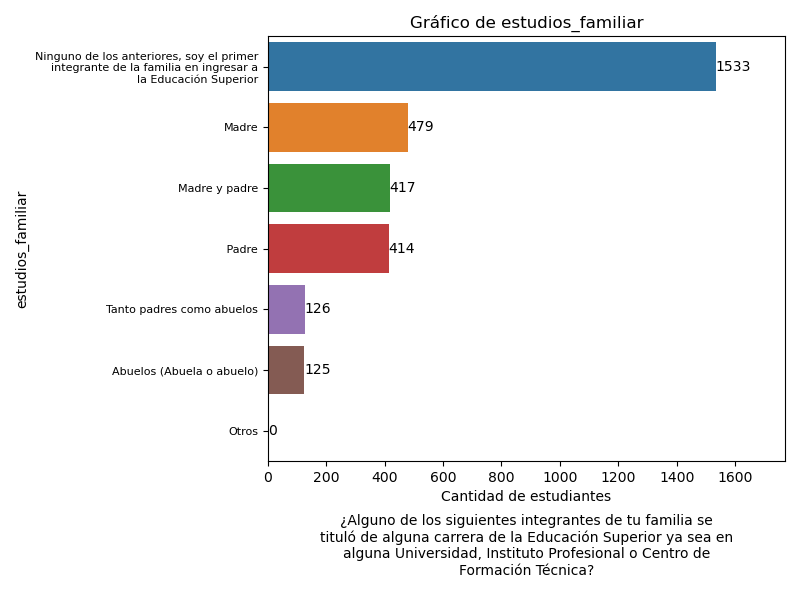 Gráfico de estudios_familiar
estudios_familiar
Ninguno de los anteriores, soy el primer
integrante de la familia en ingresar a
la Educación Superior
1533
Madre
479
Madre y padre
417
Padre
414
Tanto padres como abuelos
126
Abuelos (Abuela o abuelo)
125
Otros
0
0 200 400 600 800 1000 1200 1400 1600
Cantidad de estudiantes
¿Alguno de los siguientes integrantes de tu familia se
tituló de alguna carrera de la Educación Superior ya sea en
alguna Universidad, Instituto Profesional o Centro de
Formación Técnica?